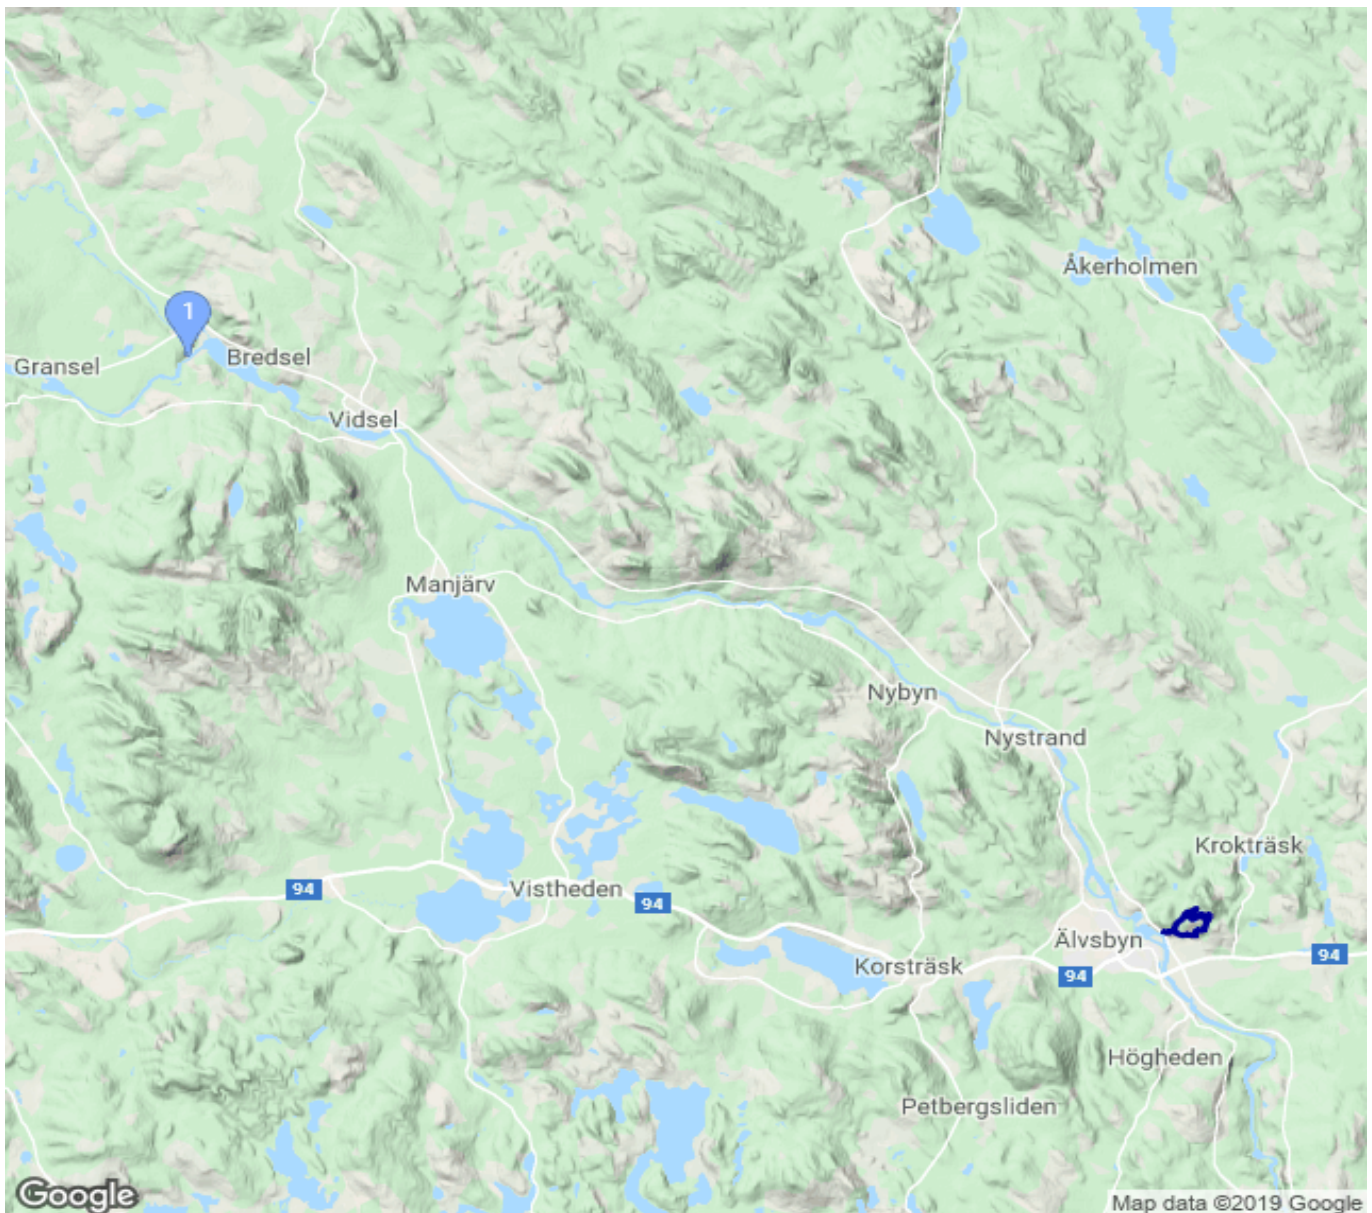 Åkerholmen
1
Bredsel
Gransel
Vidsel
Manjärv
Nybyn
Nystrand
Krokträsk
94
Vistheden
94
Älvsbyn
94
Korsträsk
94
Högheden
Petbergsliden
Google
Map data ©2019 Google